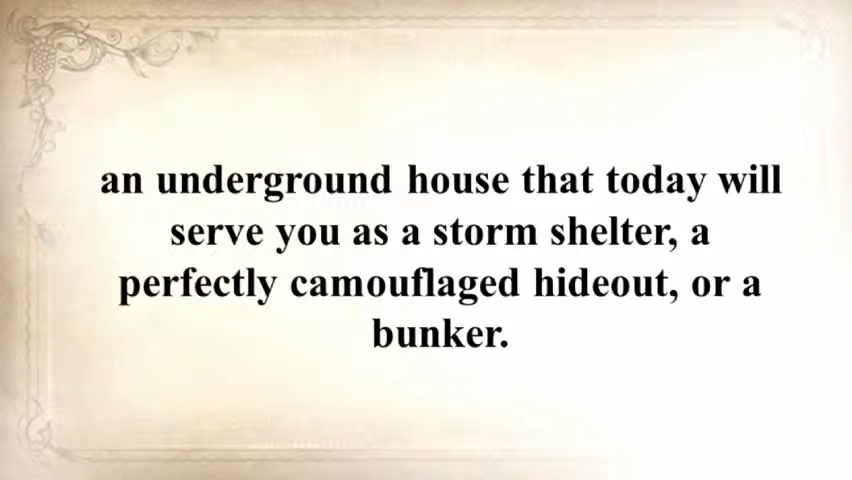 an underground house that today will
serve you as a storm shelter, a
perfectly camouflaged hideout, or a
bunker.